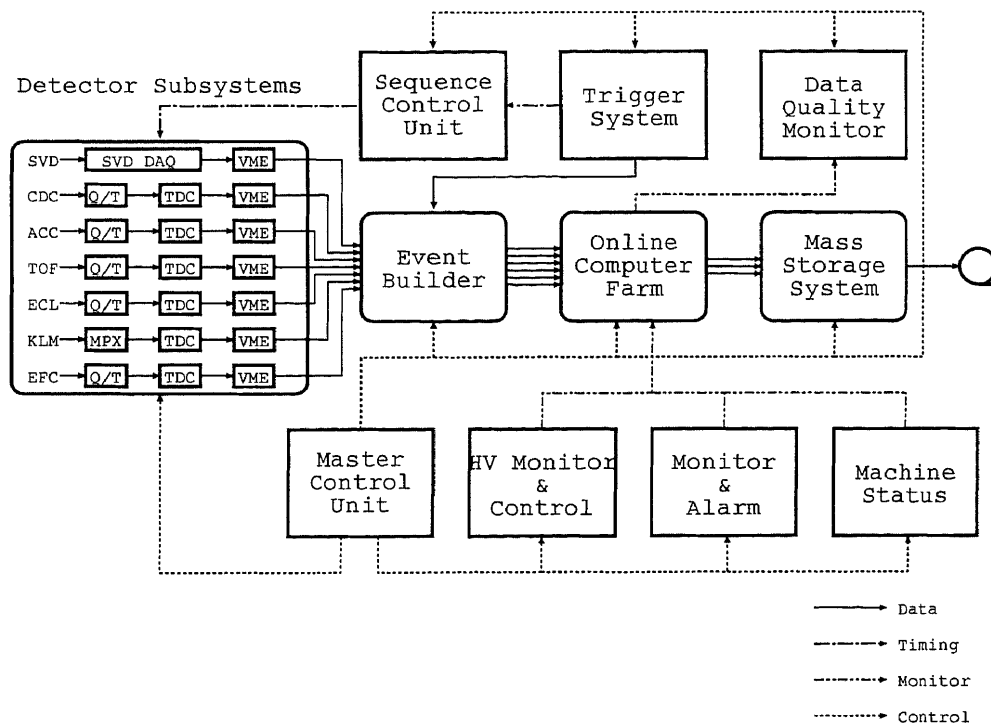 Detector Subsystems
Sequence
Control
Unit
Trigger
System
Data
Quality
Monitor
SVD SVD DAQ VME
CDC Q/T TDC VME
ACC Q/T TDC VME
TOF Q/T TDC VME
ECL Q/T TDC VME
KLM MPX TDC VME
EFC Q/T TDC VME
Event
Builder
Online
Computer
Farm
Mass
Storage
System
Master
Control
Unit
HV Monitor
&
Control
Monitor
&
Alarm
Machine
Status
Data
Timing
Monitor
Control